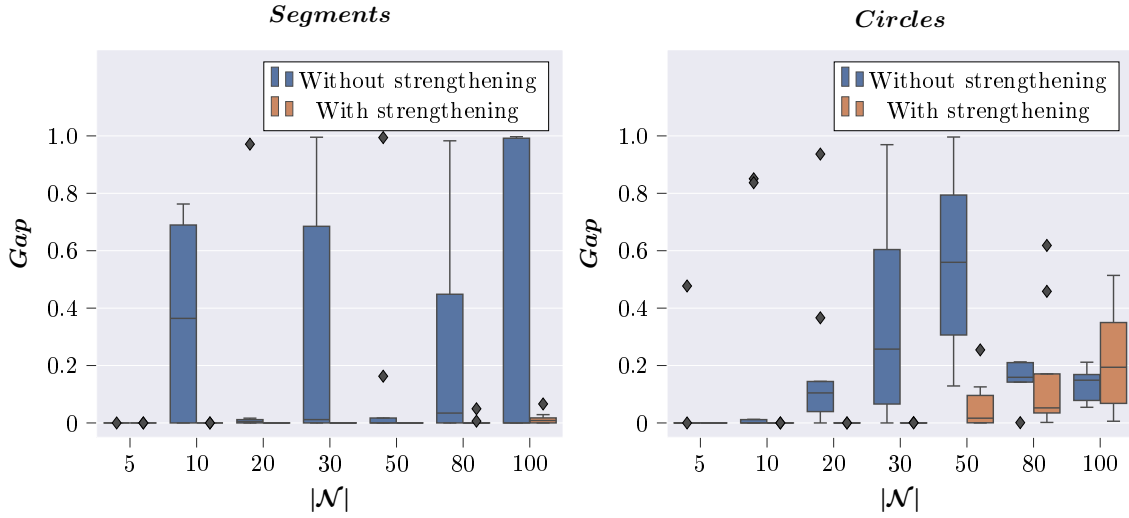 Segments
Without strengthening
With strengthening
1.0
0.8
0.6
0.4
0.2
0
Gap
5 10 20 30 50 80 100
|𝒩|
Circles
Without strengthening
With strengthening
1.0
0.8
0.6
0.4
0.2
0
Gap
5 10 20 30 50 80 100
|𝒩|